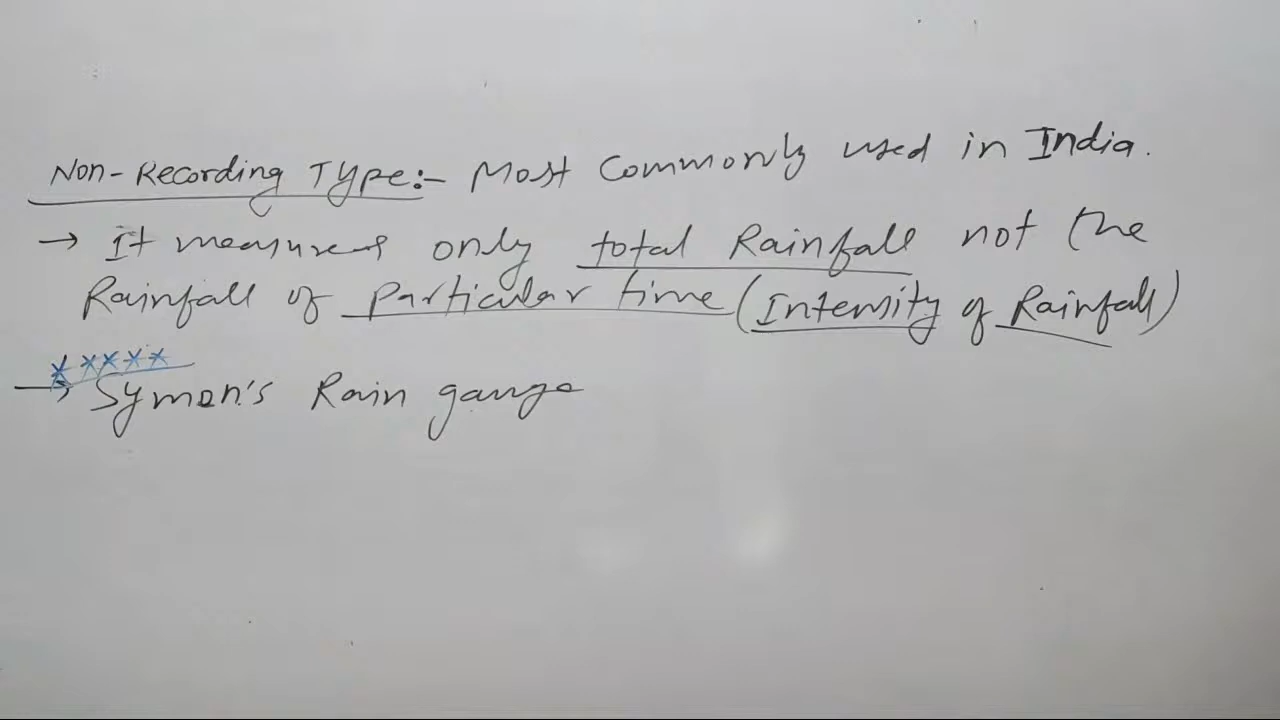 Non-Recording Type:- Most Commonly used in India.
→ It measures only total Rainfall not the
Rainfall of particular time (Intensity of Rainfall)
*****
→ Symon's Rain gauge